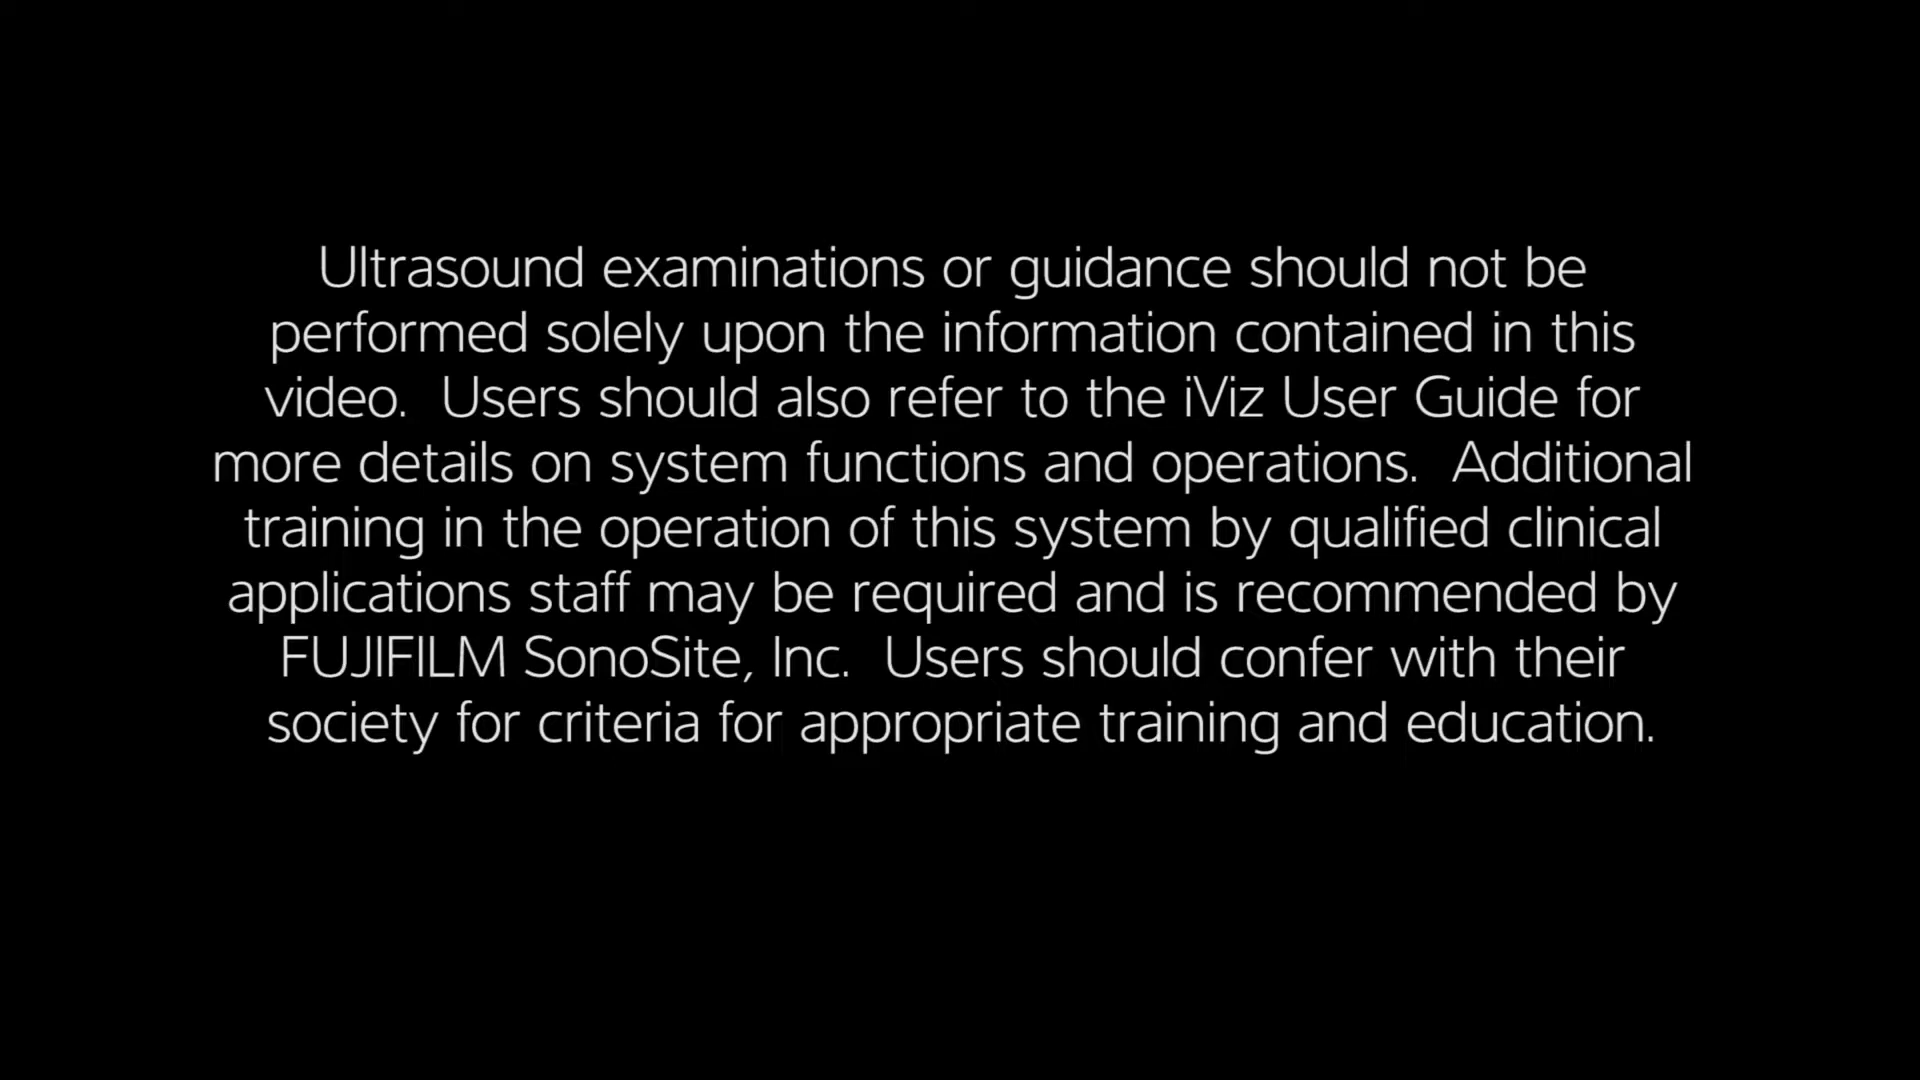 Ultrasound examinations or guidance should not be
performed solely upon the information contained in this
video.  Users should also refer to the iViz User Guide for
more details on system functions and operations.  Additional
training in the operation of this system by qualified clinical
applications staff may be required and is recommended by
FUJIFILM SonoSite, Inc.  Users should confer with their
society for criteria for appropriate training and education.